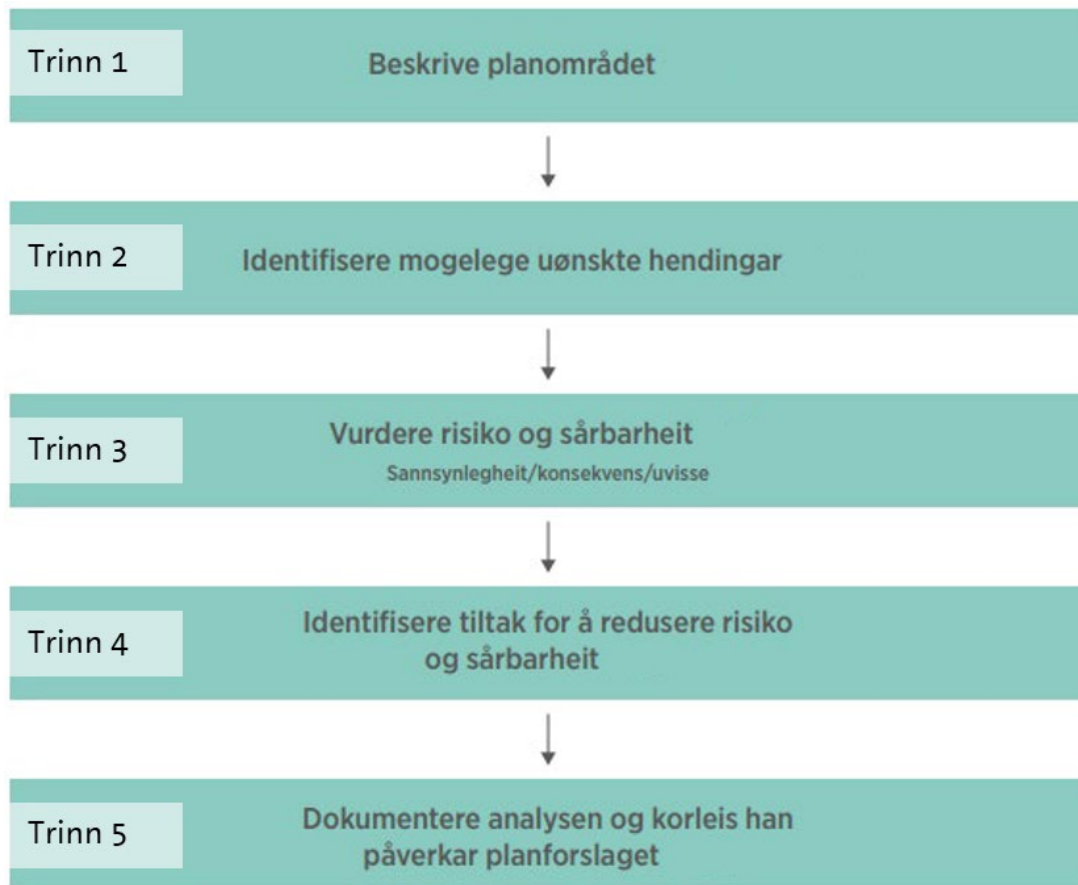 Trinn 1
Beskrive planområdet
Trinn 2
Identifisere mogelege uønskte hendingar
Trinn 3
Vurdere risiko og sårbarheit
Sannsynlegheit/konsekvens/uvisse
Trinn 4
Identifisere tiltak for å redusere risiko
og sårbarheit
Trinn 5
Dokumentere analysen og korleis han
påverkar planforslaget